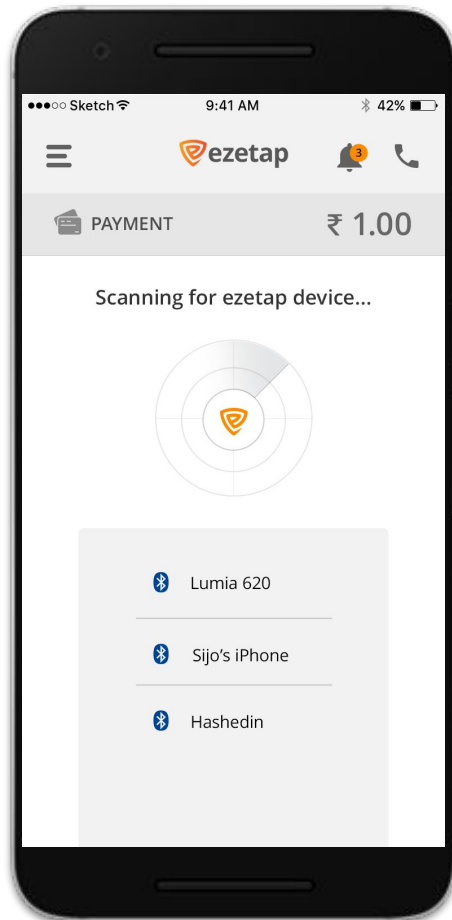 Sketch 9:41 AM 42%
ezetap 3
PAYMENT ₹ 1.00
Scanning for ezetap device...
Lumia 620
Sijo’s iPhone
Hashedin